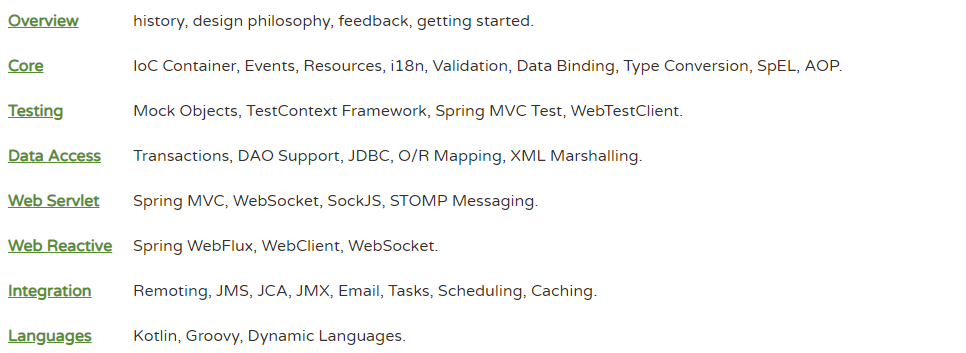 Overview history, design philosophy, feedback, getting started.
Core IoC Container, Events, Resources, i18n, Validation, Data Binding, Type Conversion, SpEL, AOP.
Testing Mock Objects, TestContext Framework, Spring MVC Test, WebTestClient.
Data Access Transactions, DAO Support, JDBC, O/R Mapping, XML Marshalling.
Web Servlet Spring MVC, WebSocket, SockJS, STOMP Messaging.
Web Reactive Spring WebFlux, WebClient, WebSocket.
Integration Remoting, JMS, JCA, JMX, Email, Tasks, Scheduling, Caching.
Languages Kotlin, Groovy, Dynamic Languages.